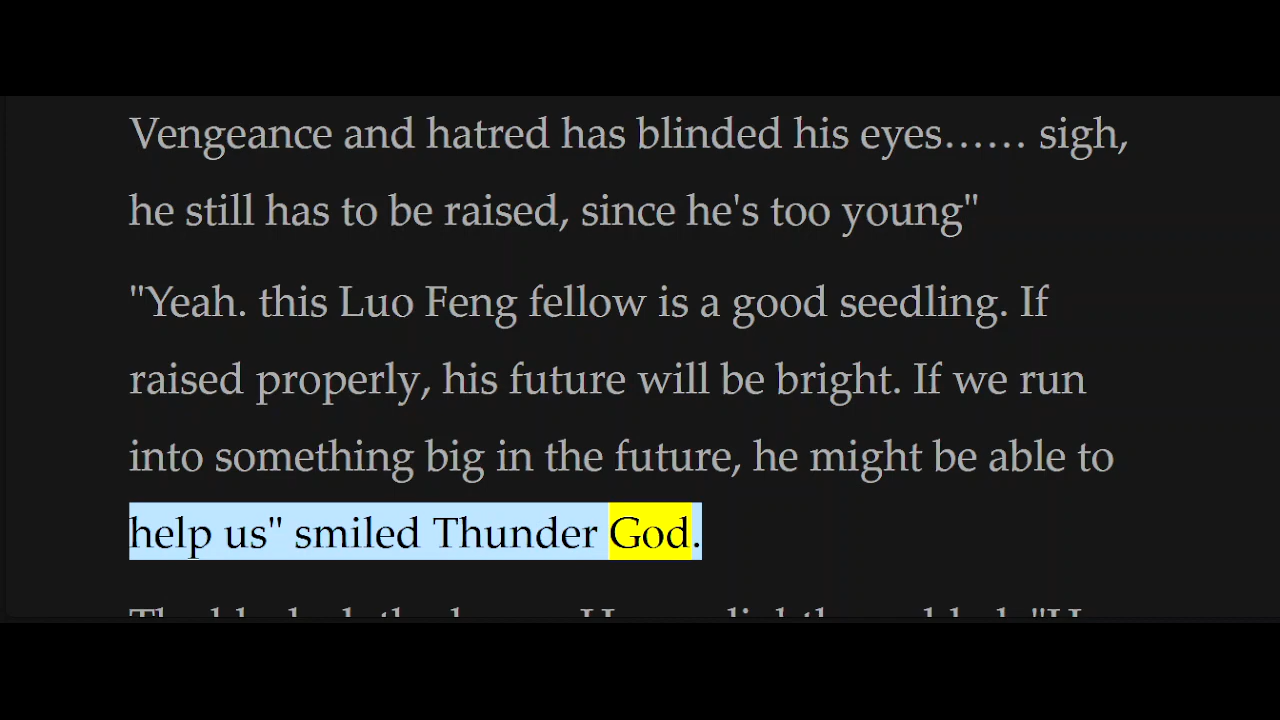 Vengeance and hatred has blinded his eyes…… sigh,
he still has to be raised, since he's too young"
"Yeah. this Luo Feng fellow is a good seedling. If
raised properly, his future will be bright. If we run
into something big in the future, he might be able to
help us" smiled Thunder God.